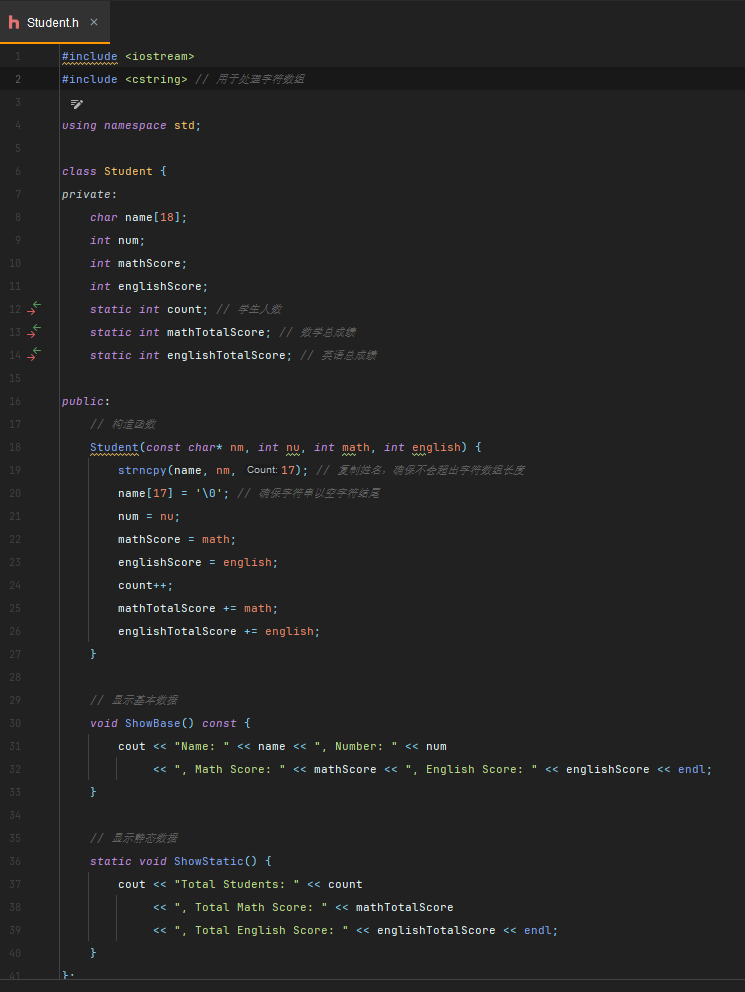 Student.h
1 #include <iostream>
2 #include <cstring> // 用于处理字符数组
3
4 using namespace std;
5
6 class Student {
7 private:
8 char name[18];
9 int num;
10 int mathScore;
11 int englishScore;
12 static int count; // 学生人数
13 static int mathTotalScore; // 数学总成绩
14 static int englishTotalScore; // 英语总成绩
15
16 public:
17 // 构造函数
18 Student(const char* nm, int nu, int math, int english) {
19 strncpy(name, nm, Count: 17); // 复制姓名，确保不会超出字符数组长度
20 name[17] = '\0'; // 确保字符串以空字符结尾
21 num = nu;
22 mathScore = math;
23 englishScore = english;
24 count++;
25 mathTotalScore += math;
26 englishTotalScore += english;
27 }
28
29 // 显示基本数据
30 void ShowBase() const {
31 cout << "Name: " << name << ", Number: " << num
32 << ", Math Score: " << mathScore << ", English Score: " << englishScore << endl;
33 }
34
35 // 显示静态数据
36 static void ShowStatic() {
37 cout << "Total Students: " << count
38 << ", Total Math Score: " << mathTotalScore
39 << ", Total English Score: " << englishTotalScore << endl;
40 }
41 };